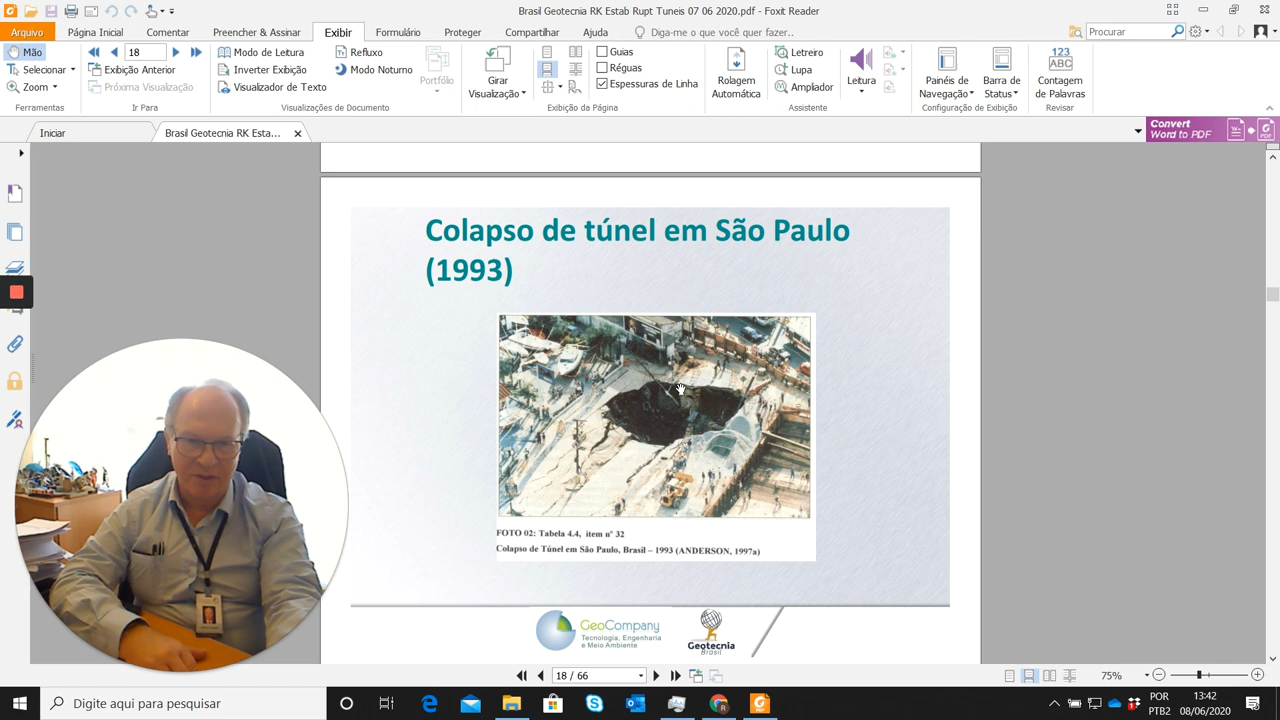 Brasil Geotecnia RK Estab Rupt Tuneis 07 06 2020.pdf - Foxit Reader
Arquivo Página Inicial Comentar Preencher & Assinar Exibir Formulário Proteger Compartilhar Ajuda Diga-me o que você quer fazer.. Procurar
Mão 18 Modo de Leitura Refluxo Guias Letreiro 123 ABC
Selecionar Exibição Anterior Inverter Exibição Modo Noturno Réguas Lupa
Zoom Próxima Visualização Visualizador de Texto Espessuras de Linha Ampliador
Portfólio Girar Visualização Rolagem Automática Leitura Painéis de Navegação Barra de Status Contagem de Palavras
Ferramentas Ir Para Visualizações de Documento Exibição da Página Assistente Configuração de Exibição Revisar
Iniciar Brasil Geotecnia RK Esta... Convert Word to PDF PDF
Colapso de túnel em São Paulo
(1993)
FOTO 02: Tabela 4.4, item nº 32
Colapso de Túnel em São Paulo, Brasil – 1993 (ANDERSON, 1997a)
GeoCompany
Tecnologia, Engenharia
e Meio Ambiente
Geotecnia
Brasil
18 / 66 75%
Digite aqui para pesquisar
POR 13:42
PTB2 08/06/2020